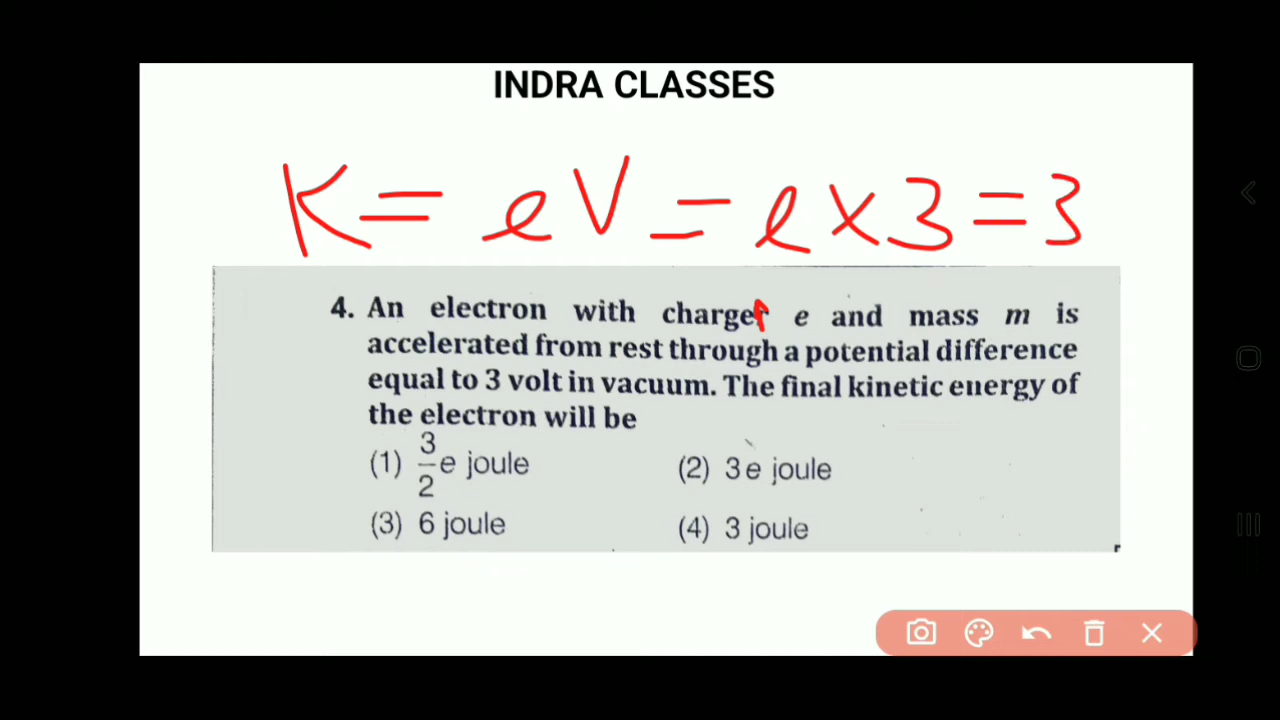 INDRA CLASSES
K = eV = e×3 = 3
4. An electron with charger e and mass m is
accelerated from rest through a potential difference
equal to 3 volt in vacuum. The final kinetic energy of
the electron will be
(1) 3/2 e joule (2) 3e joule
(3) 6 joule (4) 3 joule